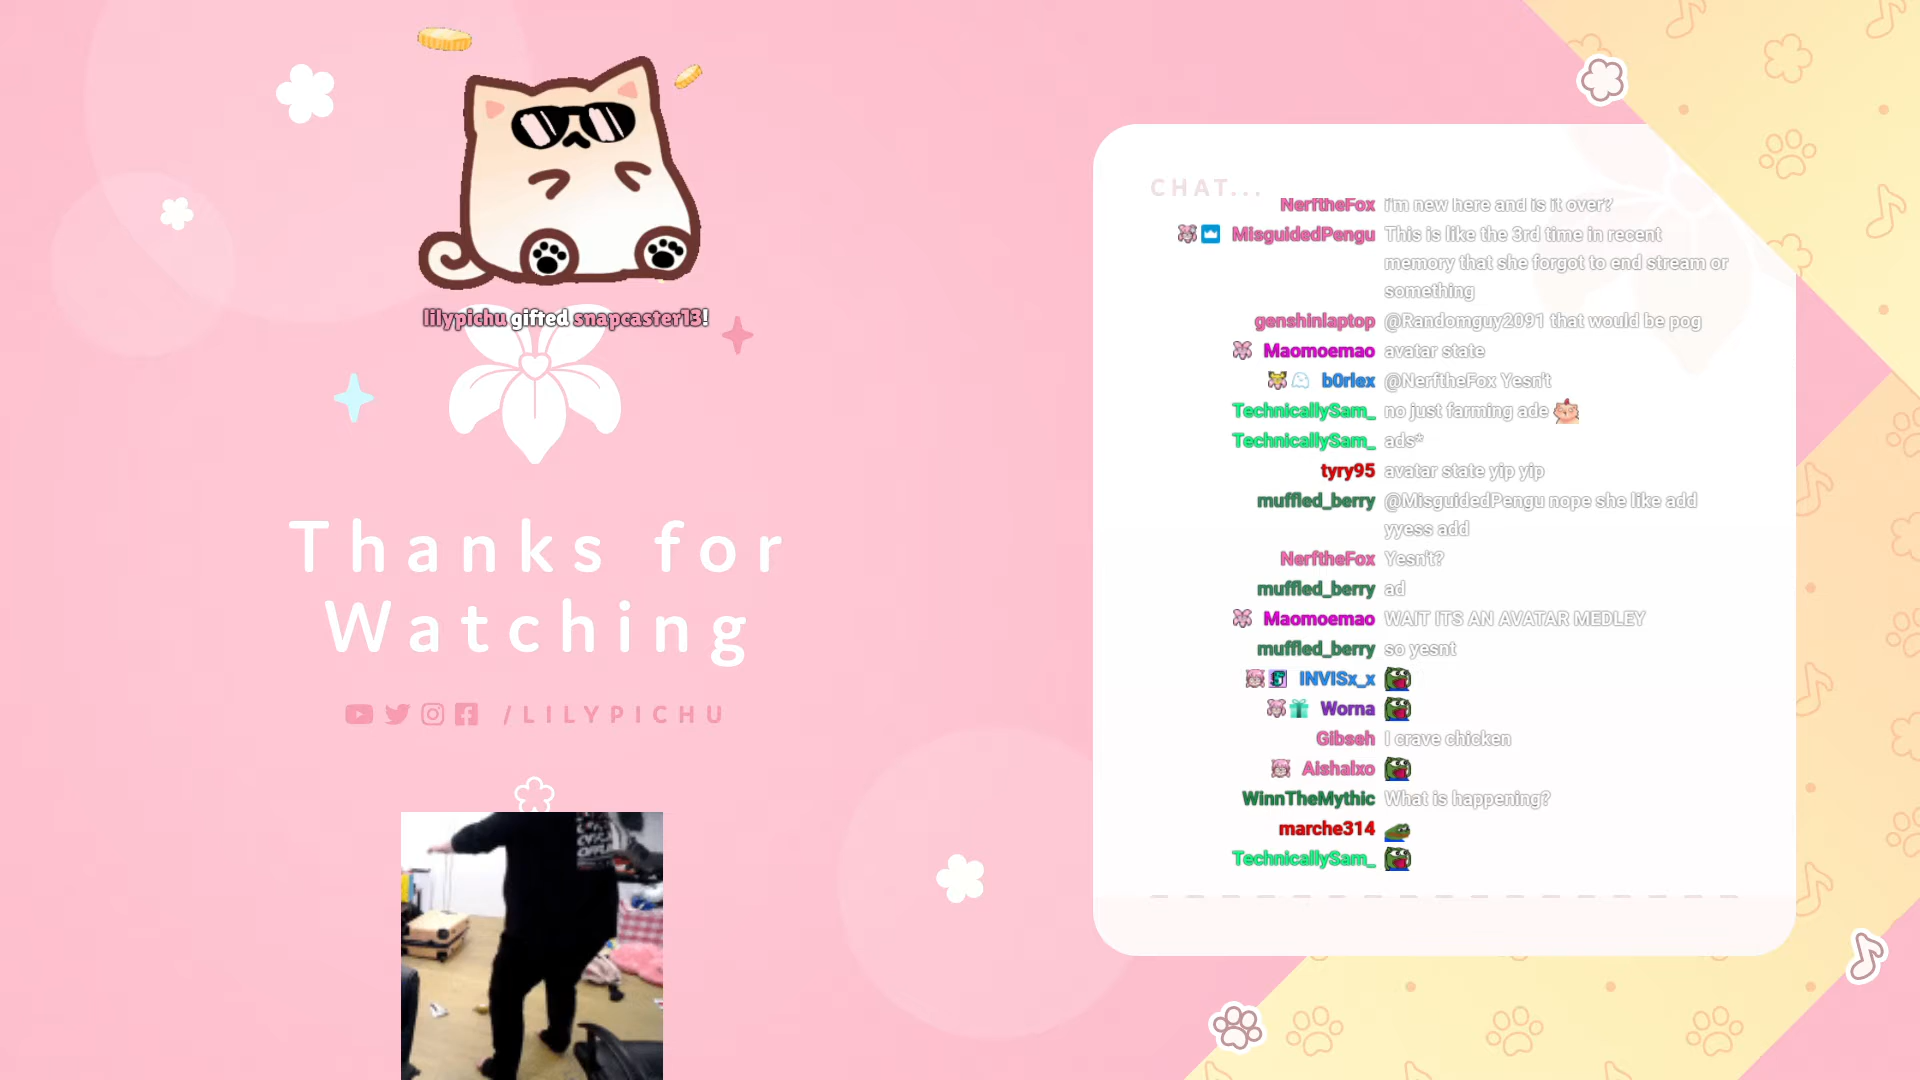 lilypichu gifted snapcaster13!
Thanks for
Watching
/LILYPICHU
CHAT...
NerftheFox i'm new here and is it over?
MisguidedPengu This is like the 3rd time in recent
memory that she forgot to end stream or
something
genshinlaptop @Randomguy2091 that would be pog
Maomoemao avatar state
b0rlex @NerftheFox Yesn't
TechnicallySam_ no just farming ade
TechnicallySam_ ads*
tyry95 avatar state yip yip
muffled_berry @MisguidedPengu nope she like add
yyess add
NerftheFox Yesn't?
muffled_berry ad
Maomoemao WAIT ITS AN AVATAR MEDLEY
muffled_berry so yesnt
INVISx_x
Worna
Gibseh I crave chicken
Aishalxo
WinnTheMythic What is happening?
marche314
TechnicallySam_